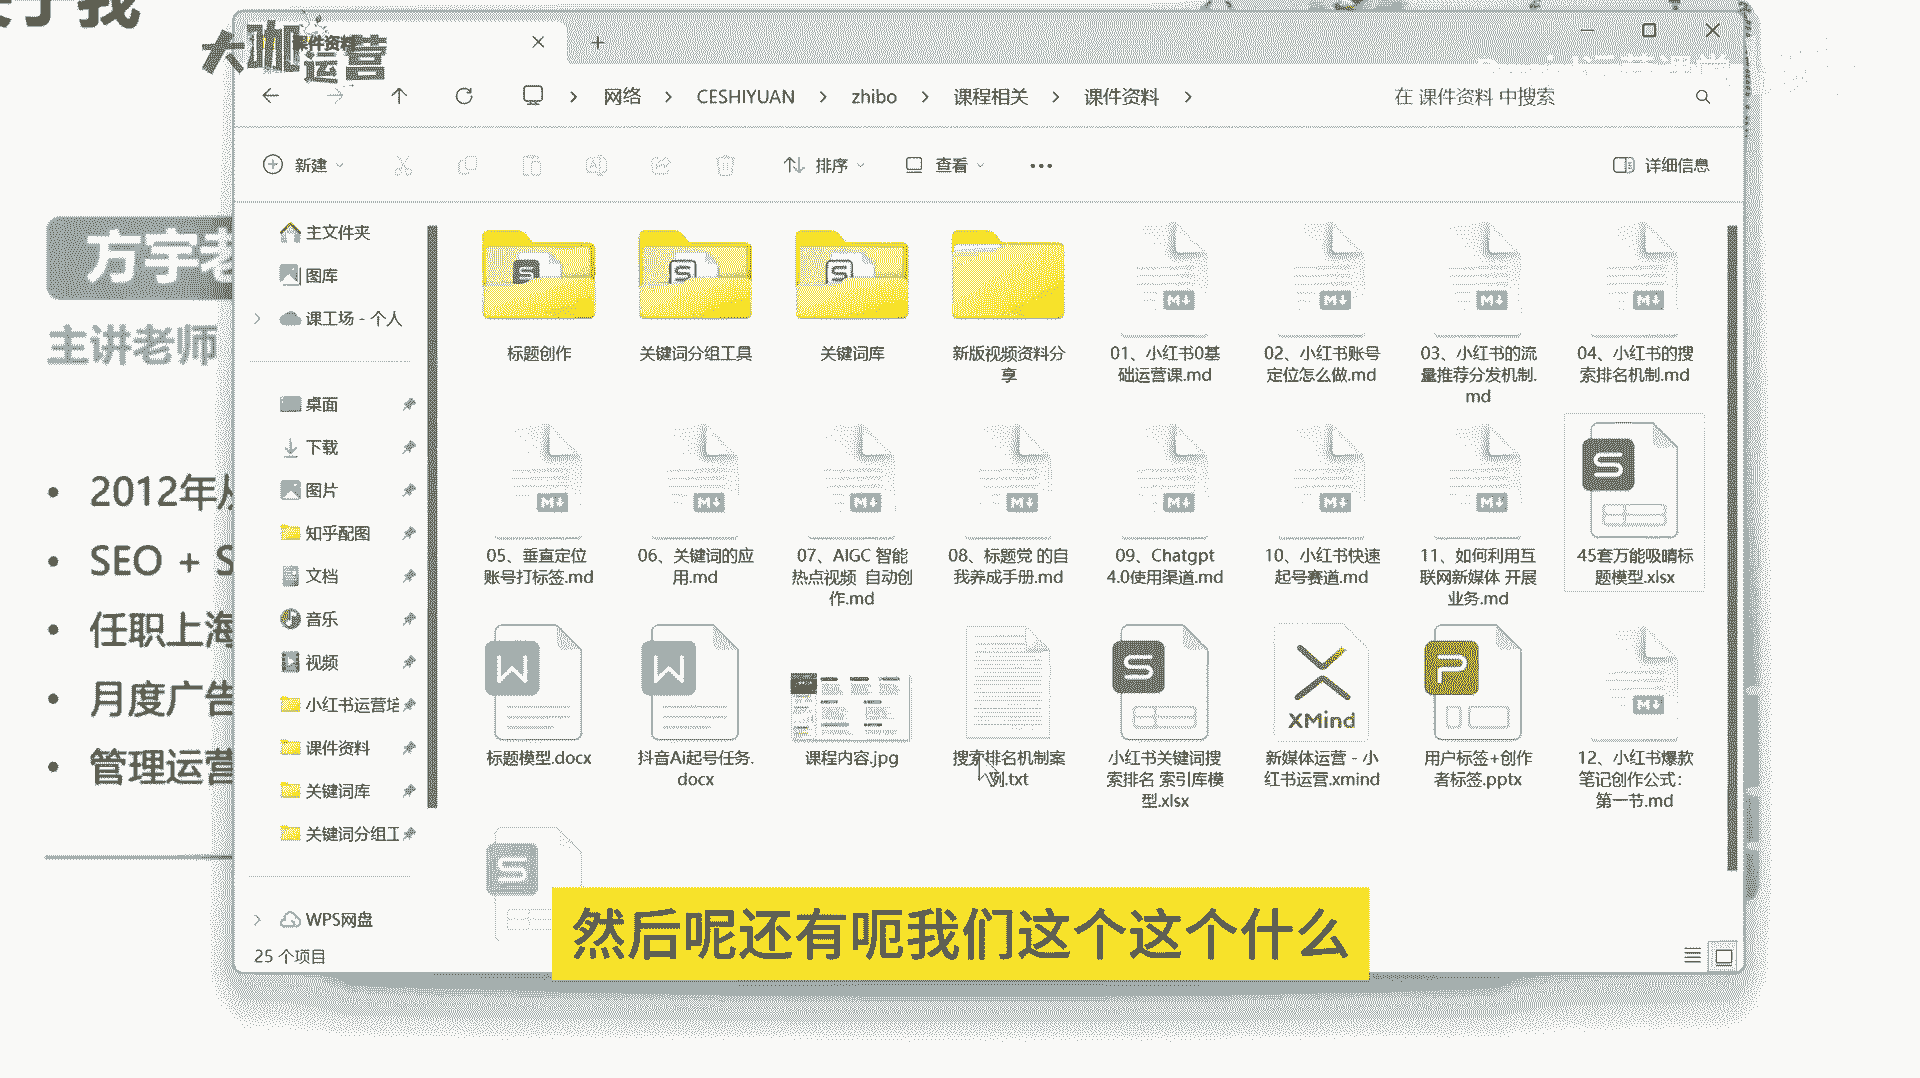 关于我
大咖
运营
课件资料
网络
CESHIYUAN
zhibo
课程相关
课件资料
在 课件资料 中搜索
新建
排序
查看
详细信息
方宇老
主讲老师
2012年从
SEO + S
任职上海
月度广告
管理运营
主文件夹
图库
课工场 - 个人
桌面
下载
图片
知乎配图
文档
音乐
视频
小红书运营培
课件资料
关键词库
关键词分组工
WPS网盘
25 个项目
标题创作
关键词分组工具
关键词库
新版视频资料分
享
01、小红书0基
础运营课.md
02、小红书账号
定位怎么做.md
03、小红书的流
量推荐分发机制.
md
04、小红书的搜
索排名机制.md
05、垂直定位
账号打标签.md
06、关键词的应
用.md
07、AIGC 智能
热点视频 自动创
作.md
08、标题党 的自
我养成手册.md
09、Chatgpt
4.0使用渠道.md
10、小红书快速
起号赛道.md
11、如何利用互
联网新媒体 开展
业务.md
45套万能吸晴标
题模型.xlsx
标题模型.docx
抖音Ai起号任务.
docx
课程内容.jpg
搜索排名机制案
列.txt
小红书关键词搜
索排名 索引库模
型.xlsx
XMind
新媒体运营 - 小
红书运营.xmind
用户标签+创作
者标签.pptx
12、小红书爆款
笔记创作公式：
第一节.md
然后呢还有呃我们这个这个什么